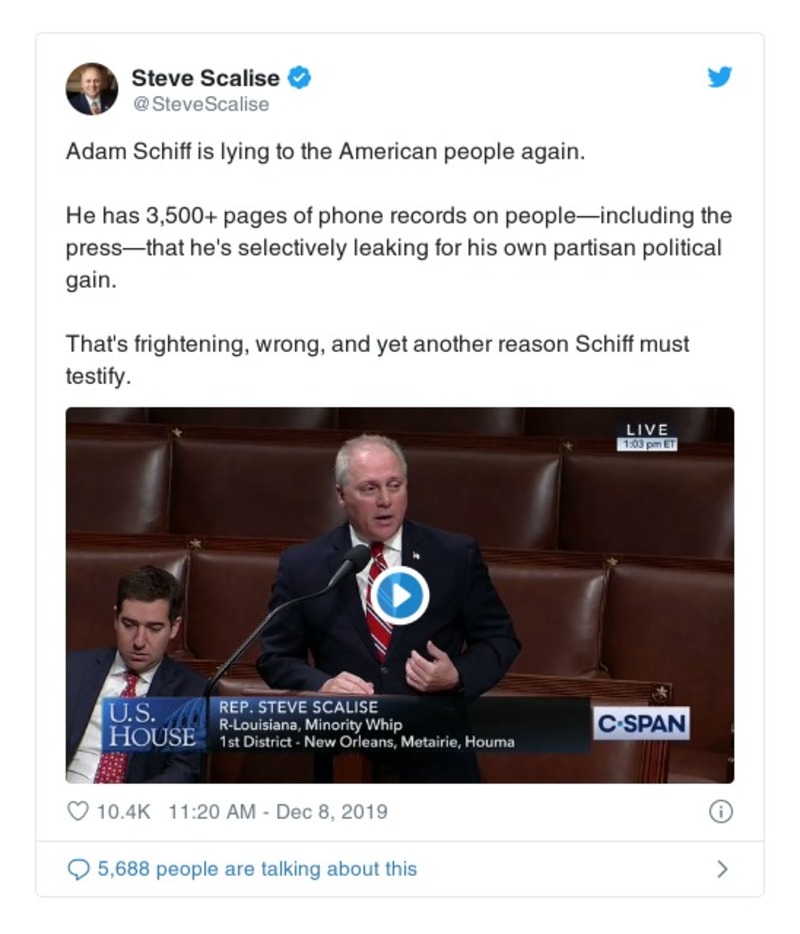 Steve Scalise
@SteveScalise
Adam Schiff is lying to the American people again.
He has 3,500+ pages of phone records on people—including the
press—that he's selectively leaking for his own partisan political
gain.
That's frightening, wrong, and yet another reason Schiff must
testify.
LIVE
1:03 pm ET
U.S.
HOUSE
REP. STEVE SCALISE
R-Louisiana, Minority Whip
1st District - New Orleans, Metairie, Houma
C·SPAN
10.4K 11:20 AM - Dec 8, 2019
5,688 people are talking about this